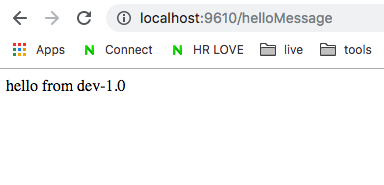 localhost:9610/helloMessage
Apps N Connect N HR LOVE live tools
hello from dev-1.0